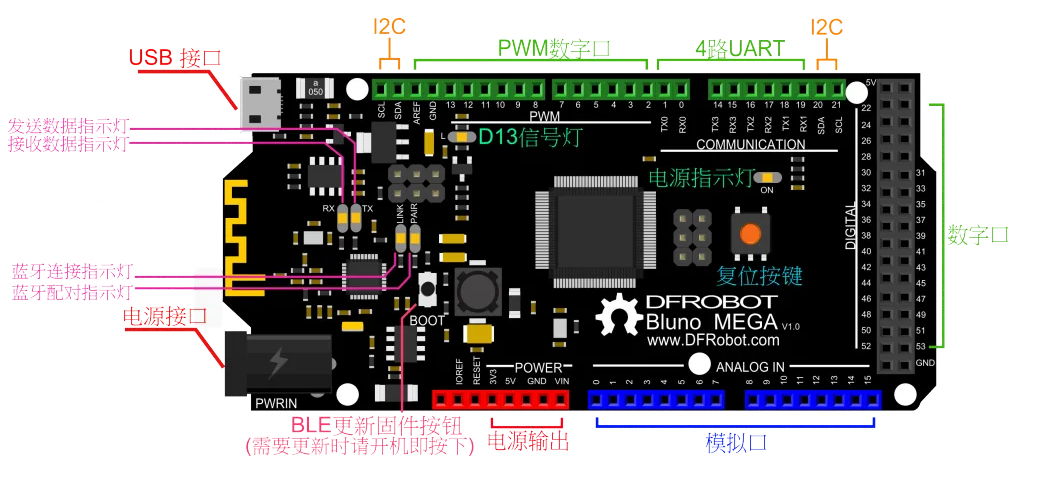 I2C
PWM数字口
4路UART
I2C
USB 接口
a
050
SCL
SDA
AREF
GND
13
12
11
10
9
8
7
6
5
4
3
2
1
0
14
15
16
17
18
19
20
21
5V
22
PWM
TX0
RX0
TX3
RX3
TX2
RX2
TX1
RX1
SDA
SCL
发送数据指示灯
接收数据指示灯
L
D13信号灯
COMMUNICATION
24
26
28
30
31
32
33
34
35
36
37
38
39
40
41
42
43
44
45
46
47
48
49
50
51
52
53
GND
DIGITAL
数字口
电源指示灯
ON
RX
TX
LINK
PAIR
复位按键
蓝牙连接指示灯
蓝牙配对指示灯
电源接口
BOOT
DFROBOT
Bluno MEGA V1.0
www.DFRobot.com
PWRIN
IOREF
RESET
3V3
POWER
5V
GND
VIN
ANALOG IN
0
1
2
3
4
5
6
7
8
9
10
11
12
13
14
15
BLE更新固件按钮
(需要更新时请开机即按下)
电源输出
模拟口